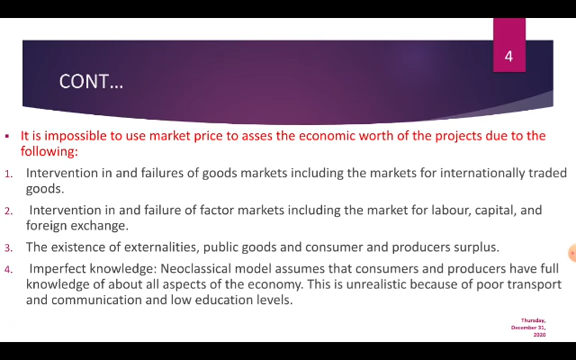 4
CONT...
▪ It is impossible to use market price to asses the economic worth of the projects due to the
following:
1. Intervention in and failures of goods markets including the markets for internationally traded
goods.
2. Intervention in and failure of factor markets including the market for labour, capital, and
foreign exchange.
3. The existence of externalities, public goods and consumer and producers surplus.
4. Imperfect knowledge: Neoclassical model assumes that consumers and producers have full
knowledge of about all aspects of the economy. This is unrealistic because of poor transport
and communication and low education levels.
Thursday,
December 31,
2020